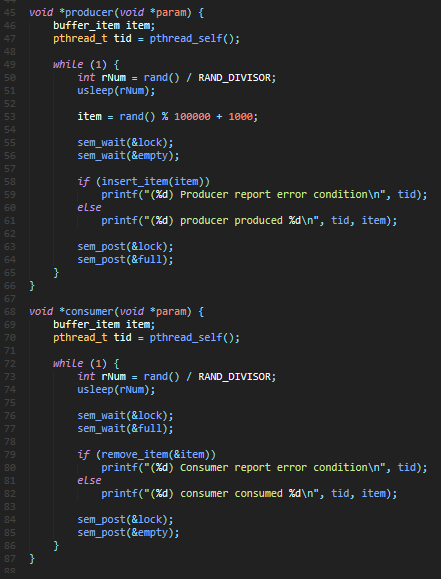 45 void *producer(void *param) {
46     buffer_item item;
47     pthread_t tid = pthread_self();
48
49     while (1) {
50         int rNum = rand() / RAND_DIVISOR;
51         usleep(rNum);
52
53         item = rand() % 100000 + 1000;
54
55         sem_wait(&lock);
56         sem_wait(&empty);
57
58         if (insert_item(item))
59             printf("(%d) Producer report error condition\n", tid);
60         else
61             printf("(%d) producer produced %d\n", tid, item);
62
63         sem_post(&lock);
64         sem_post(&full);
65     }
66 }
67
68 void *consumer(void *param) {
69     buffer_item item;
70     pthread_t tid = pthread_self();
71
72     while (1) {
73         int rNum = rand() / RAND_DIVISOR;
74         usleep(rNum);
75
76         sem_wait(&lock);
77         sem_wait(&full);
78
79         if (remove_item(&item))
80             printf("(%d) Consumer report error condition\n", tid);
81         else
82             printf("(%d) consumer consumed %d\n", tid, item);
83
84         sem_post(&lock);
85         sem_post(&empty);
86     }
87 }
88